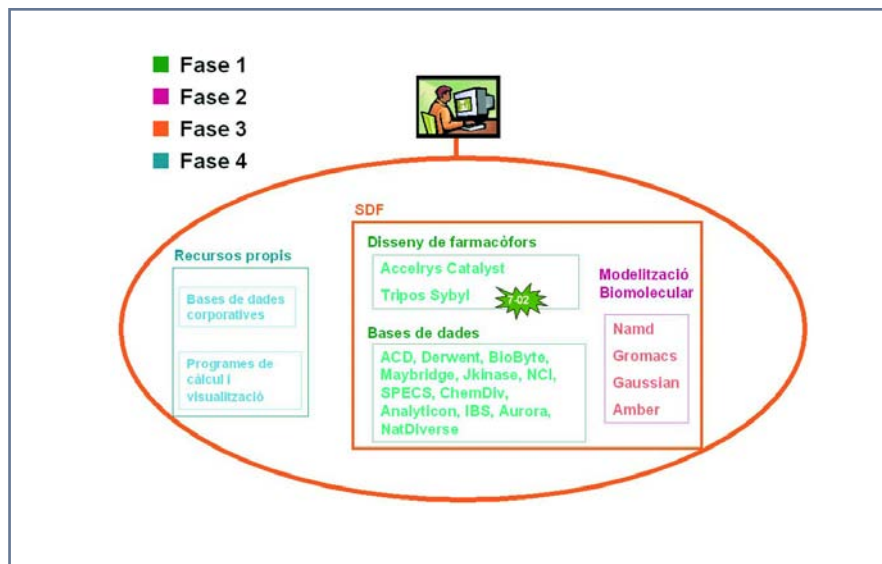 Fase 1
Fase 2
Fase 3
Fase 4
SDF
Recursos propis
Bases de dades
corporatives
Programes de
càlcul i
visualització
Disseny de farmacòfors
Accelrys Catalyst
Tripos Sybyl
7-02
Bases de dades
ACD, Derwent, BioByte,
Maybridge, Jkinase, NCI,
SPECS, ChemDiv,
Analyticon, IBS, Aurora,
NatDiverse
Modelització
Biomolecular
Namd
Gromacs
Gaussian
Amber